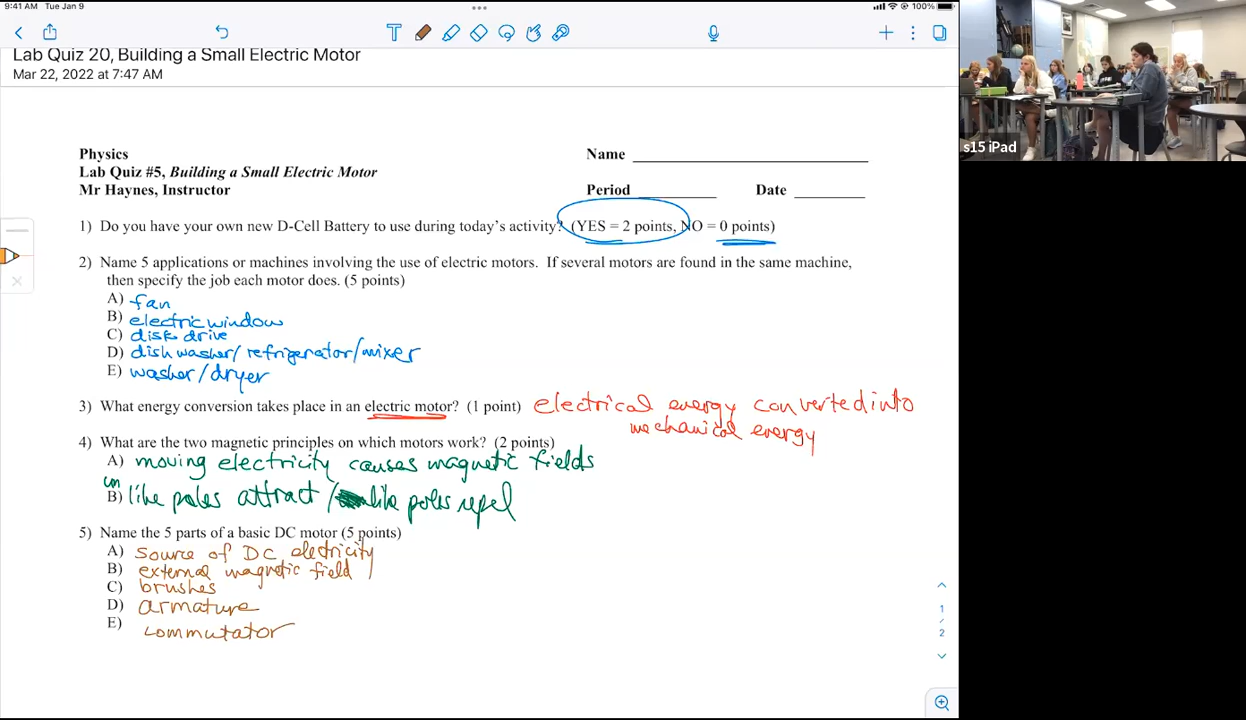 9:41 AM Tue Jan 9
100%
Lab Quiz 20, Building a Small Electric Motor
Mar 22, 2022 at 7:47 AM
s15 iPad
Physics
Name
Lab Quiz #5, Building a Small Electric Motor
Mr Haynes, Instructor
Period Date
1) Do you have your own new D-Cell Battery to use during today's activity? (YES = 2 points, NO = 0 points)
2) Name 5 applications or machines involving the use of electric motors. If several motors are found in the same machine,
then specify the job each motor does. (5 points)
A) fan
B) electric window
C) disk drive
D) dish washer/refrigerator/mixer
E) washer/dryer
3) What energy conversion takes place in an electric motor? (1 point) electrical energy converted into
mechanical energy
4) What are the two magnetic principles on which motors work? (2 points)
A) moving electricity causes magnetic fields
un
B) like poles attract / like poles repel
5) Name the 5 parts of a basic DC motor (5 points)
A) source of DC electricity
B) external magnetic field
C) brushes
D) armature
E) commutator
1
/
2